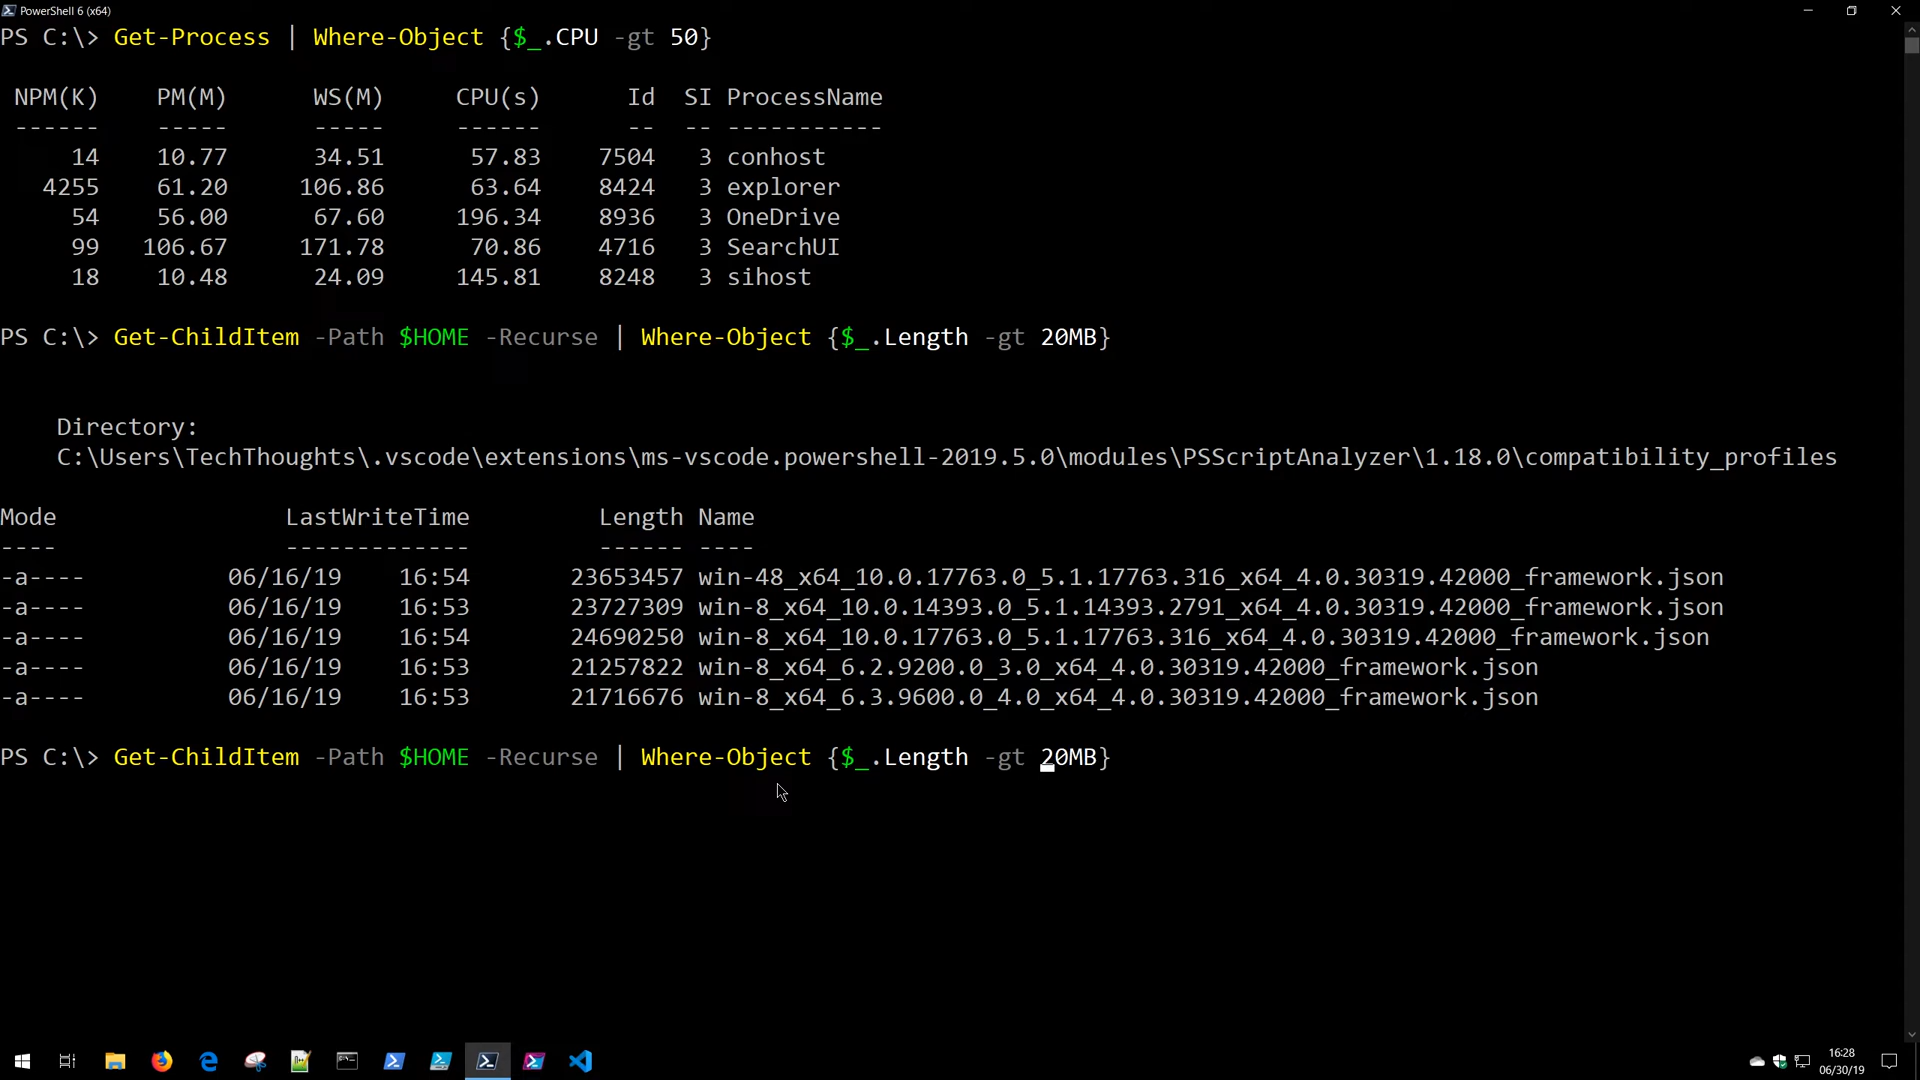 PowerShell 6 (x64)
PS C:\> Get-Process | Where-Object {$_.CPU -gt 50}
NPM(K) PM(M) WS(M) CPU(s) Id SI ProcessName
------ ----- ----- ------ -- -- -----------
14 10.77 34.51 57.83 7504 3 conhost
4255 61.20 106.86 63.64 8424 3 explorer
54 56.00 67.60 196.34 8936 3 OneDrive
99 106.67 171.78 70.86 4716 3 SearchUI
18 10.48 24.09 145.81 8248 3 sihost
PS C:\> Get-ChildItem -Path $HOME -Recurse | Where-Object {$_.Length -gt 20MB}
Directory:
C:\Users\TechThoughts\.vscode\extensions\ms-vscode.powershell-2019.5.0\modules\PSScriptAnalyzer\1.18.0\compatibility_profiles
Mode LastWriteTime Length Name
---- ------------- ------ ----
-a---- 06/16/19 16:54 23653457 win-48_x64_10.0.17763.0_5.1.17763.316_x64_4.0.30319.42000_framework.json
-a---- 06/16/19 16:53 23727309 win-8_x64_10.0.14393.0_5.1.14393.2791_x64_4.0.30319.42000_framework.json
-a---- 06/16/19 16:54 24690250 win-8_x64_10.0.17763.0_5.1.17763.316_x64_4.0.30319.42000_framework.json
-a---- 06/16/19 16:53 21257822 win-8_x64_6.2.9200.0_3.0_x64_4.0.30319.42000_framework.json
-a---- 06/16/19 16:53 21716676 win-8_x64_6.3.9600.0_4.0_x64_4.0.30319.42000_framework.json
PS C:\> Get-ChildItem -Path $HOME -Recurse | Where-Object {$_.Length -gt 20MB}
16:28
06/30/19